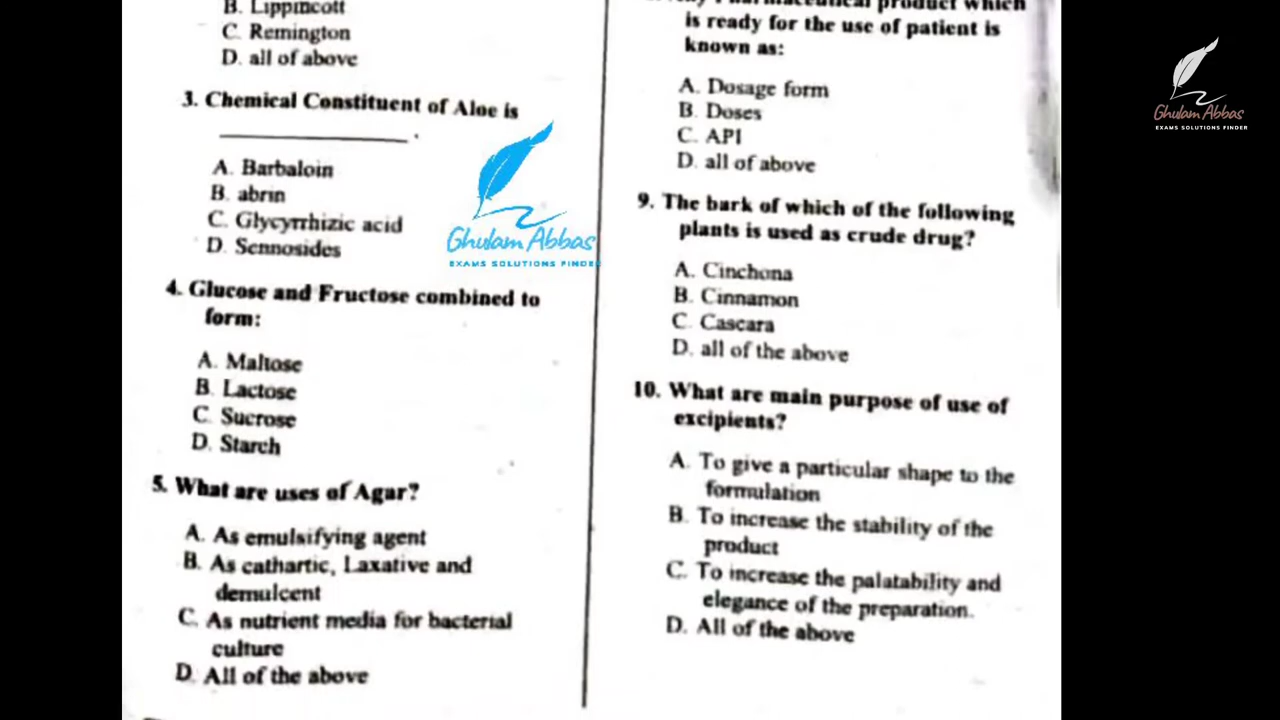 B. Lippincott
C. Remington
D. all of above
3. Chemical Constituent of Aloe is
____________________ .
A. Barbaloin
B. abrin
C. Glycyrrhizic acid
D. Sennosides
4. Glucose and Fructose combined to
form:
A. Maltose
B. Lactose
C. Sucrose
D. Starch
5. What are uses of Agar?
A. As emulsifying agent
B. As cathartic, Laxative and
demulcent
C. As nutrient media for bacterial
culture
D. All of the above
product which
is ready for the use of patient is
known as:
A. Dosage form
B. Doses
C. API
D. all of above
9. The bark of which of the following
plants is used as crude drug?
A. Cinchona
B. Cinnamon
C. Cascara
D. all of the above
10. What are main purpose of use of
excipients?
A. To give a particular shape to the
formulation
B. To increase the stability of the
product
C. To increase the palatability and
elegance of the preparation.
D. All of the above
Ghulam Abbas
EXAMS SOLUTIONS FINDER
Ghulam Abbas
EXAMS SOLUTIONS FINDER